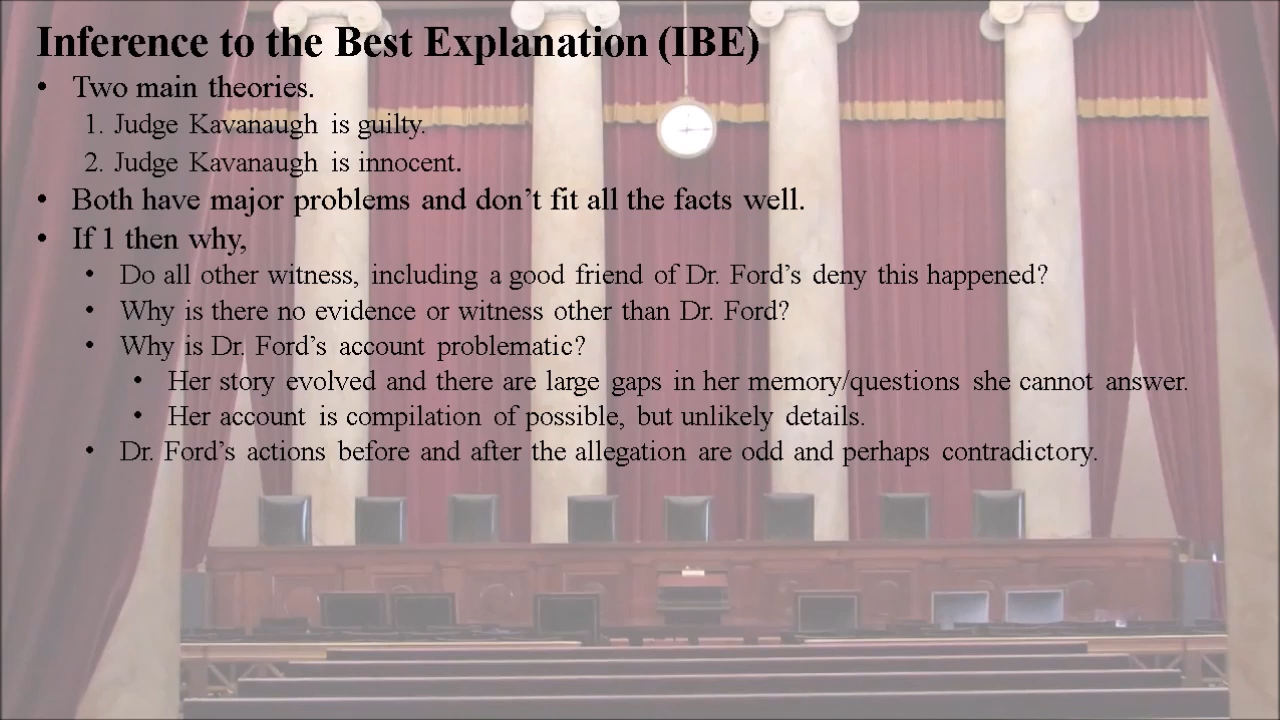 Inference to the Best Explanation (IBE)
• Two main theories.
1. Judge Kavanaugh is guilty.
2. Judge Kavanaugh is innocent.
• Both have major problems and don’t fit all the facts well.
• If 1 then why,
• Do all other witness, including a good friend of Dr. Ford’s deny this happened?
• Why is there no evidence or witness other than Dr. Ford?
• Why is Dr. Ford’s account problematic?
• Her story evolved and there are large gaps in her memory/questions she cannot answer.
• Her account is compilation of possible, but unlikely details.
• Dr. Ford’s actions before and after the allegation are odd and perhaps contradictory.